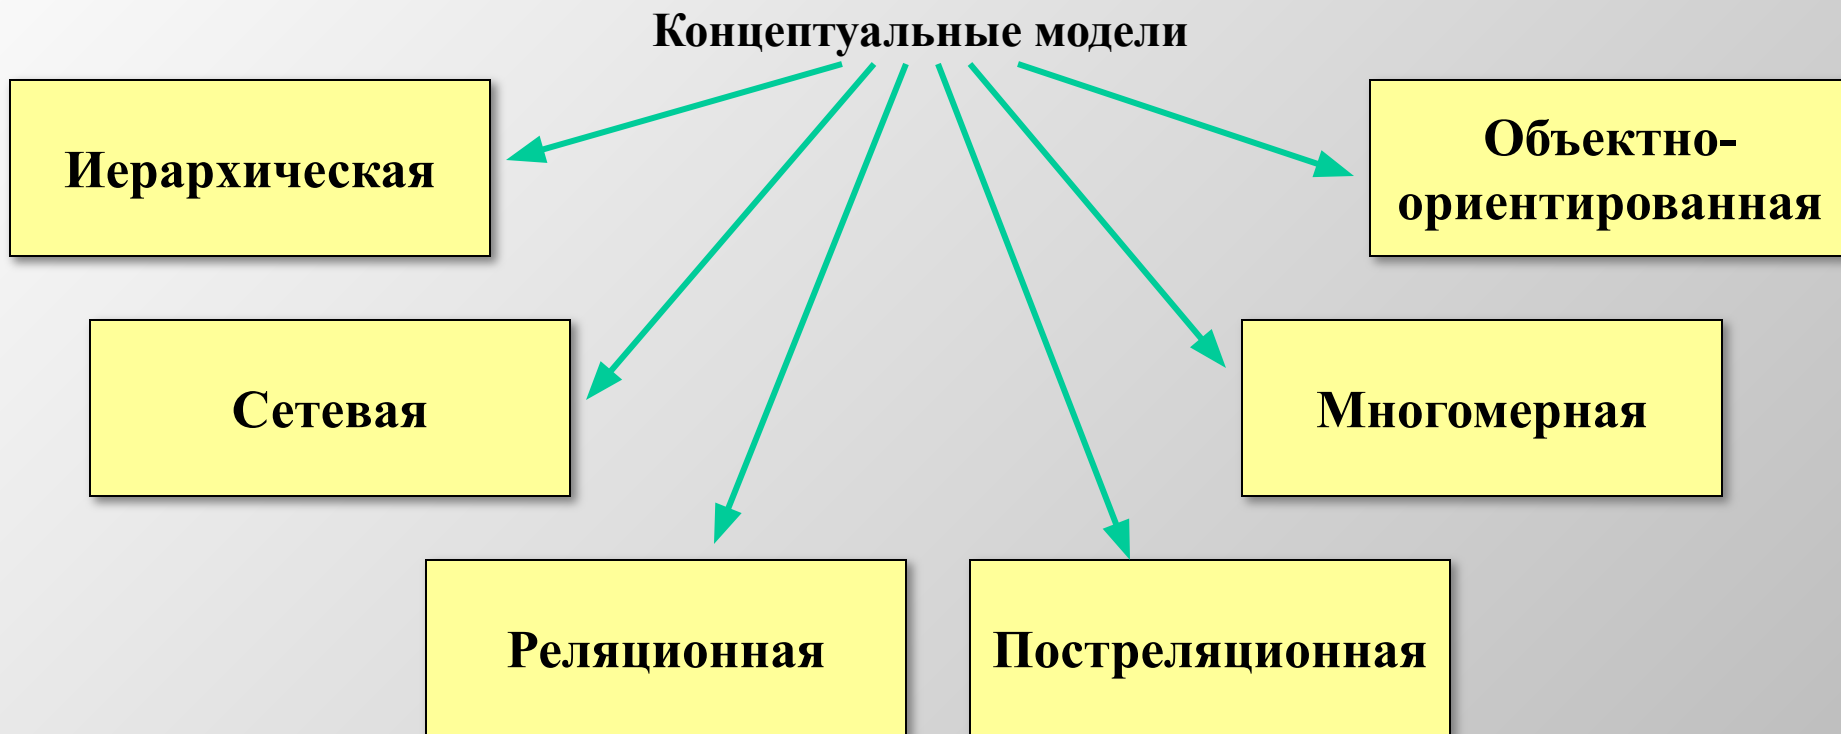 Концептуальные модели
Иерархическая
Объектно-
ориентированная
Сетевая
Многомерная
Реляционная
Постреляционная